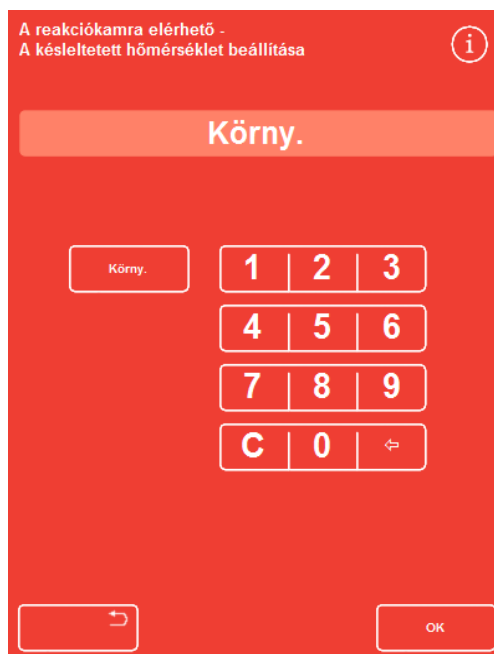 A reakciókamra elérhető -
A késleltetett hőmérséklet beállítása
i
Körny.
Körny.
1 2 3
4 5 6
7 8 9
C 0
OK